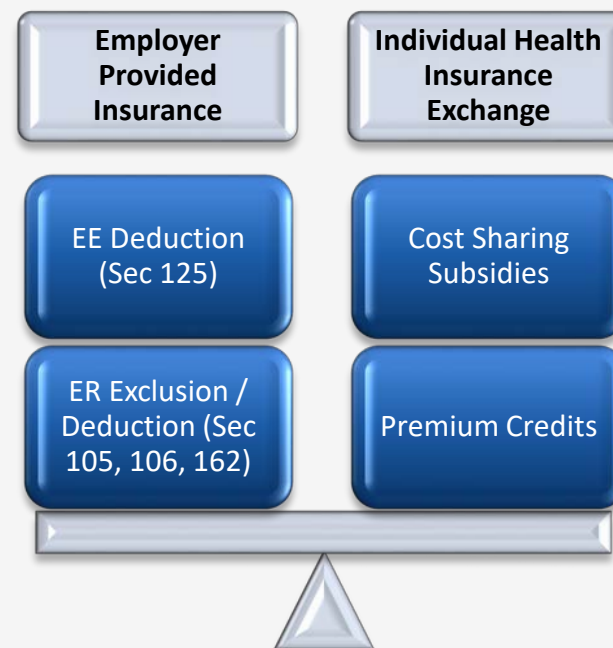 Employer
Provided
Insurance
Individual Health
Insurance
Exchange
EE Deduction
(Sec 125)
Cost Sharing
Subsidies
ER Exclusion /
Deduction (Sec
105, 106, 162)
Premium Credits